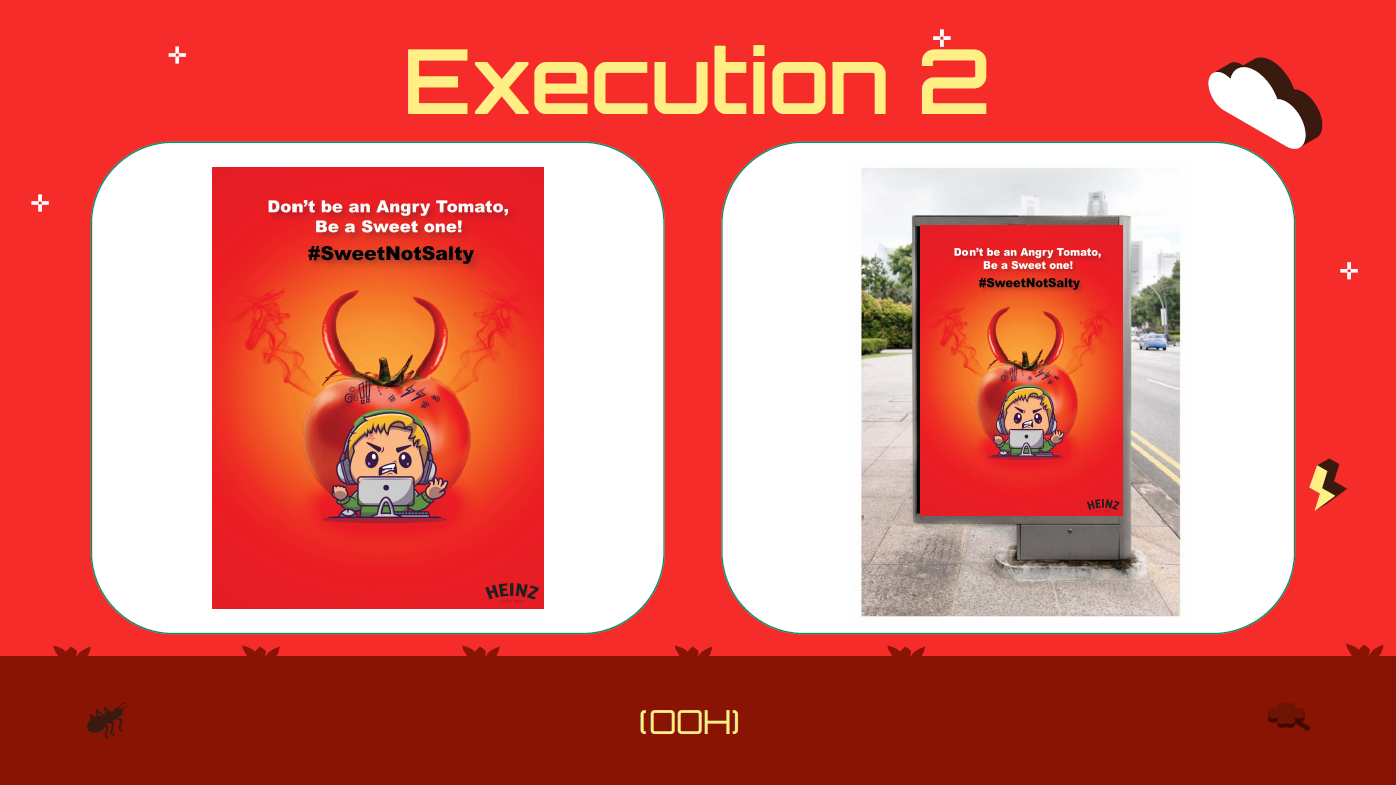 Execution 2
Don't be an Angry Tomato,
Be a Sweet one!
#SweetNotSalty
HEINZ
Don't be an Angry Tomato,
Be a Sweet one!
#SweetNotSalty
HEINZ
(OOH)